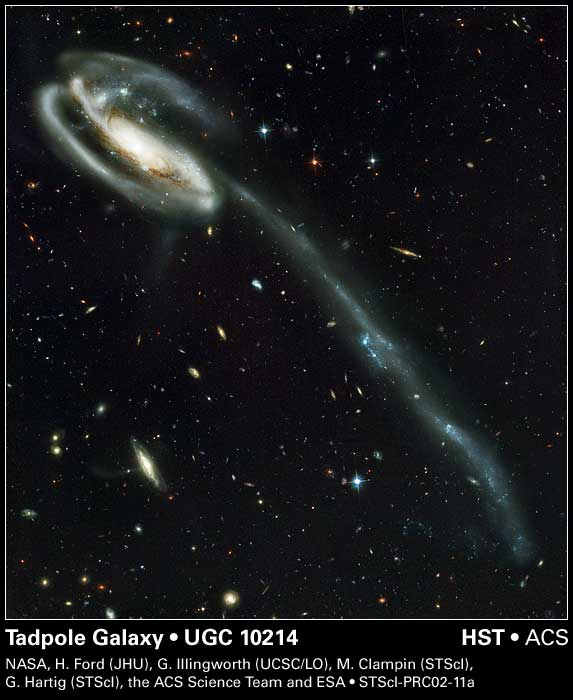 Tadpole Galaxy • UGC 10214 HST • ACS
NASA, H. Ford (JHU), G. Illingworth (UCSC/LO), M. Clampin (STScI),
G. Hartig (STScI), the ACS Science Team and ESA • STScI-PRC02-11a